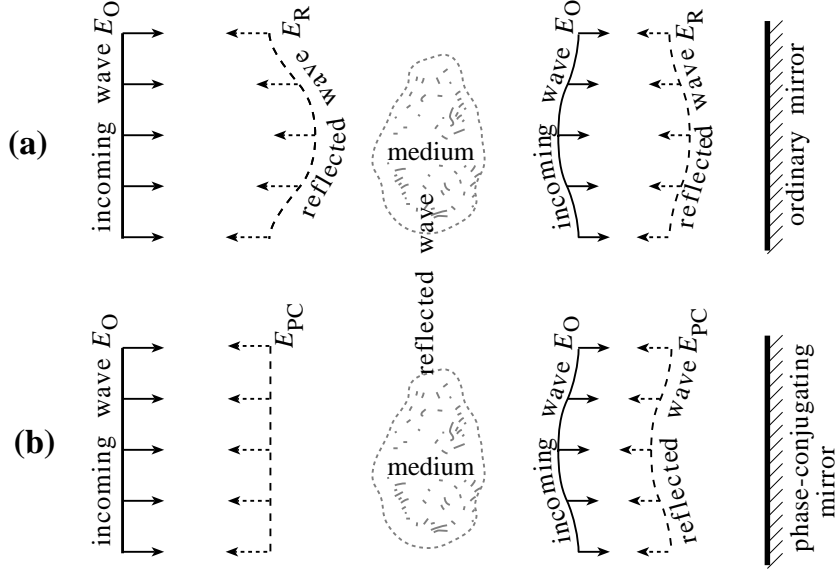 (a)
incoming wave E_O
reflected wave E_R
medium
incoming wave E_O
reflected wave E_R
ordinary mirror
(b)
incoming wave E_O
reflected wave
E_PC
medium
incoming wave E_O
reflected wave E_PC
phase-conjugating
mirror